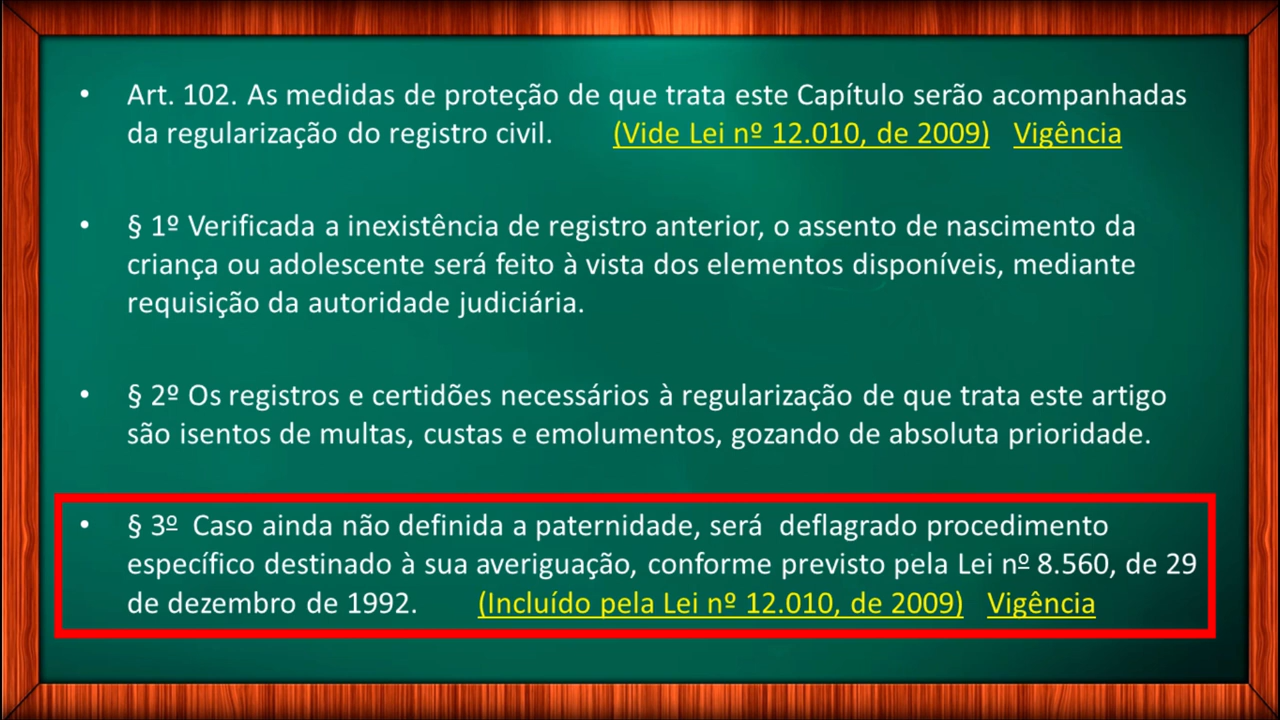 • Art. 102. As medidas de proteção de que trata este Capítulo serão acompanhadas
da regularização do registro civil. (Vide Lei nº 12.010, de 2009) Vigência
• § 1º Verificada a inexistência de registro anterior, o assento de nascimento da
criança ou adolescente será feito à vista dos elementos disponíveis, mediante
requisição da autoridade judiciária.
• § 2º Os registros e certidões necessários à regularização de que trata este artigo
são isentos de multas, custas e emolumentos, gozando de absoluta prioridade.
• § 3º Caso ainda não definida a paternidade, será deflagrado procedimento
específico destinado à sua averiguação, conforme previsto pela Lei nº 8.560, de 29
de dezembro de 1992. (Incluído pela Lei nº 12.010, de 2009) Vigência